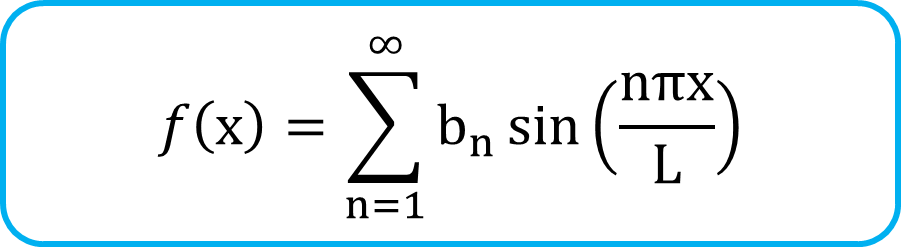 f(x) = ∑_{n=1}^{∞} b_n sin (nπx / L)